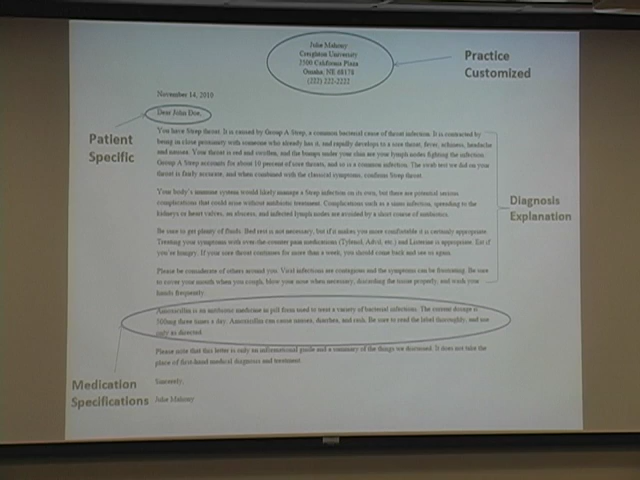 John Mahoney
Creighton University
2500 California Plaza
Omaha, NE 68178
(222) 222-2222
Practice
Customized
November 14, 2010
Dear John Doe,
Patient
Specific
You have Strep throat. It is caused by Group A Strep, a common bacterial cause of throat infection. It is contracted by
being in close proximity with someone who already has it, and rapidly develops to a sore throat, fever, achiness, headache
and nausea. Your throat is red and swollen, and the bumps under your chin are your lymph nodes fighting the infection.
Group A Strep accounts for about 10 percent of sore throats, and so is a common infection. The swab test we did on your
throat is fairly accurate, and when combined with the classical symptoms, confirms Strep throat.
Your body's immune system would likely manage a Strep infection on its own, but there are potential serious
complications that could arise without antibiotic treatment. Complications such as a sinus infection, spreading to the
kidneys or heart valves, an abscess, and infected lymph nodes are avoided by a short course of antibiotics.
Diagnosis
Explanation
Be sure to get plenty of fluids. Bed rest is not necessary, but if it makes you more comfortable it is certainly appropriate.
Treating your symptoms with over-the-counter pain medications (Tylenol, Advil, etc.) and Listerine is appropriate. Eat if
you're hungry. If your sore throat continues for more than a week, you should come back and see us again.
Please be considerate of others around you. Viral infections are contagious and the symptoms can be frustrating. Be sure
to cover your mouth when you cough, blow your nose when necessary, discarding the tissue properly, and wash your
hands frequently.
Amoxicillin is an antibiotic medicine in pill form used to treat a variety of bacterial infections. The current dosage is
500mg three times a day. Amoxicillin can cause nausea, diarrhea, and rash. Be sure to read the label thoroughly, and use
only as directed.
Please note that this letter is only an informational guide and a summary of the things we discussed. It does not take the
place of first-hand medical diagnosis and treatment.
Medication
Specifications
Sincerely,
John Mahoney